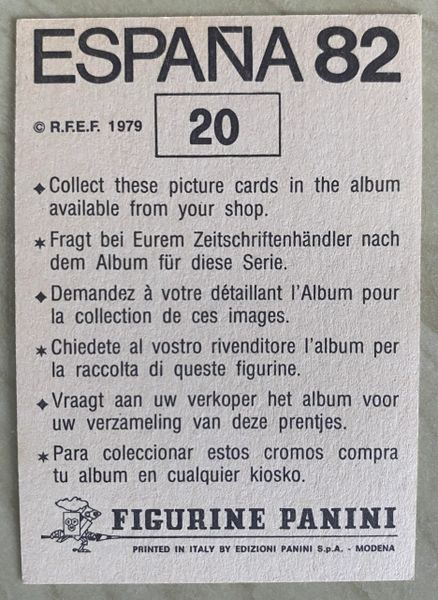 ESPAÑA 82
© R.F.E.F. 1979
20
◆ Collect these picture cards in the album
available from your shop.
✶ Fragt bei Eurem Zeitschriftenhändler nach
dem Album für diese Serie.
◆ Demandez à votre détaillant l'Album pour
la collection de ces images.
✶ Chiedete al vostro rivenditore l'album per
la raccolta di queste figurine.
◆ Vraagt aan uw verkoper het album voor
uw verzameling van deze prentjes.
✶ Para coleccionar estos cromos compra
tu album en cualquier kiosko.
FIGURINE PANINI
PRINTED IN ITALY BY EDIZIONI PANINI S.p.A. - MODENA